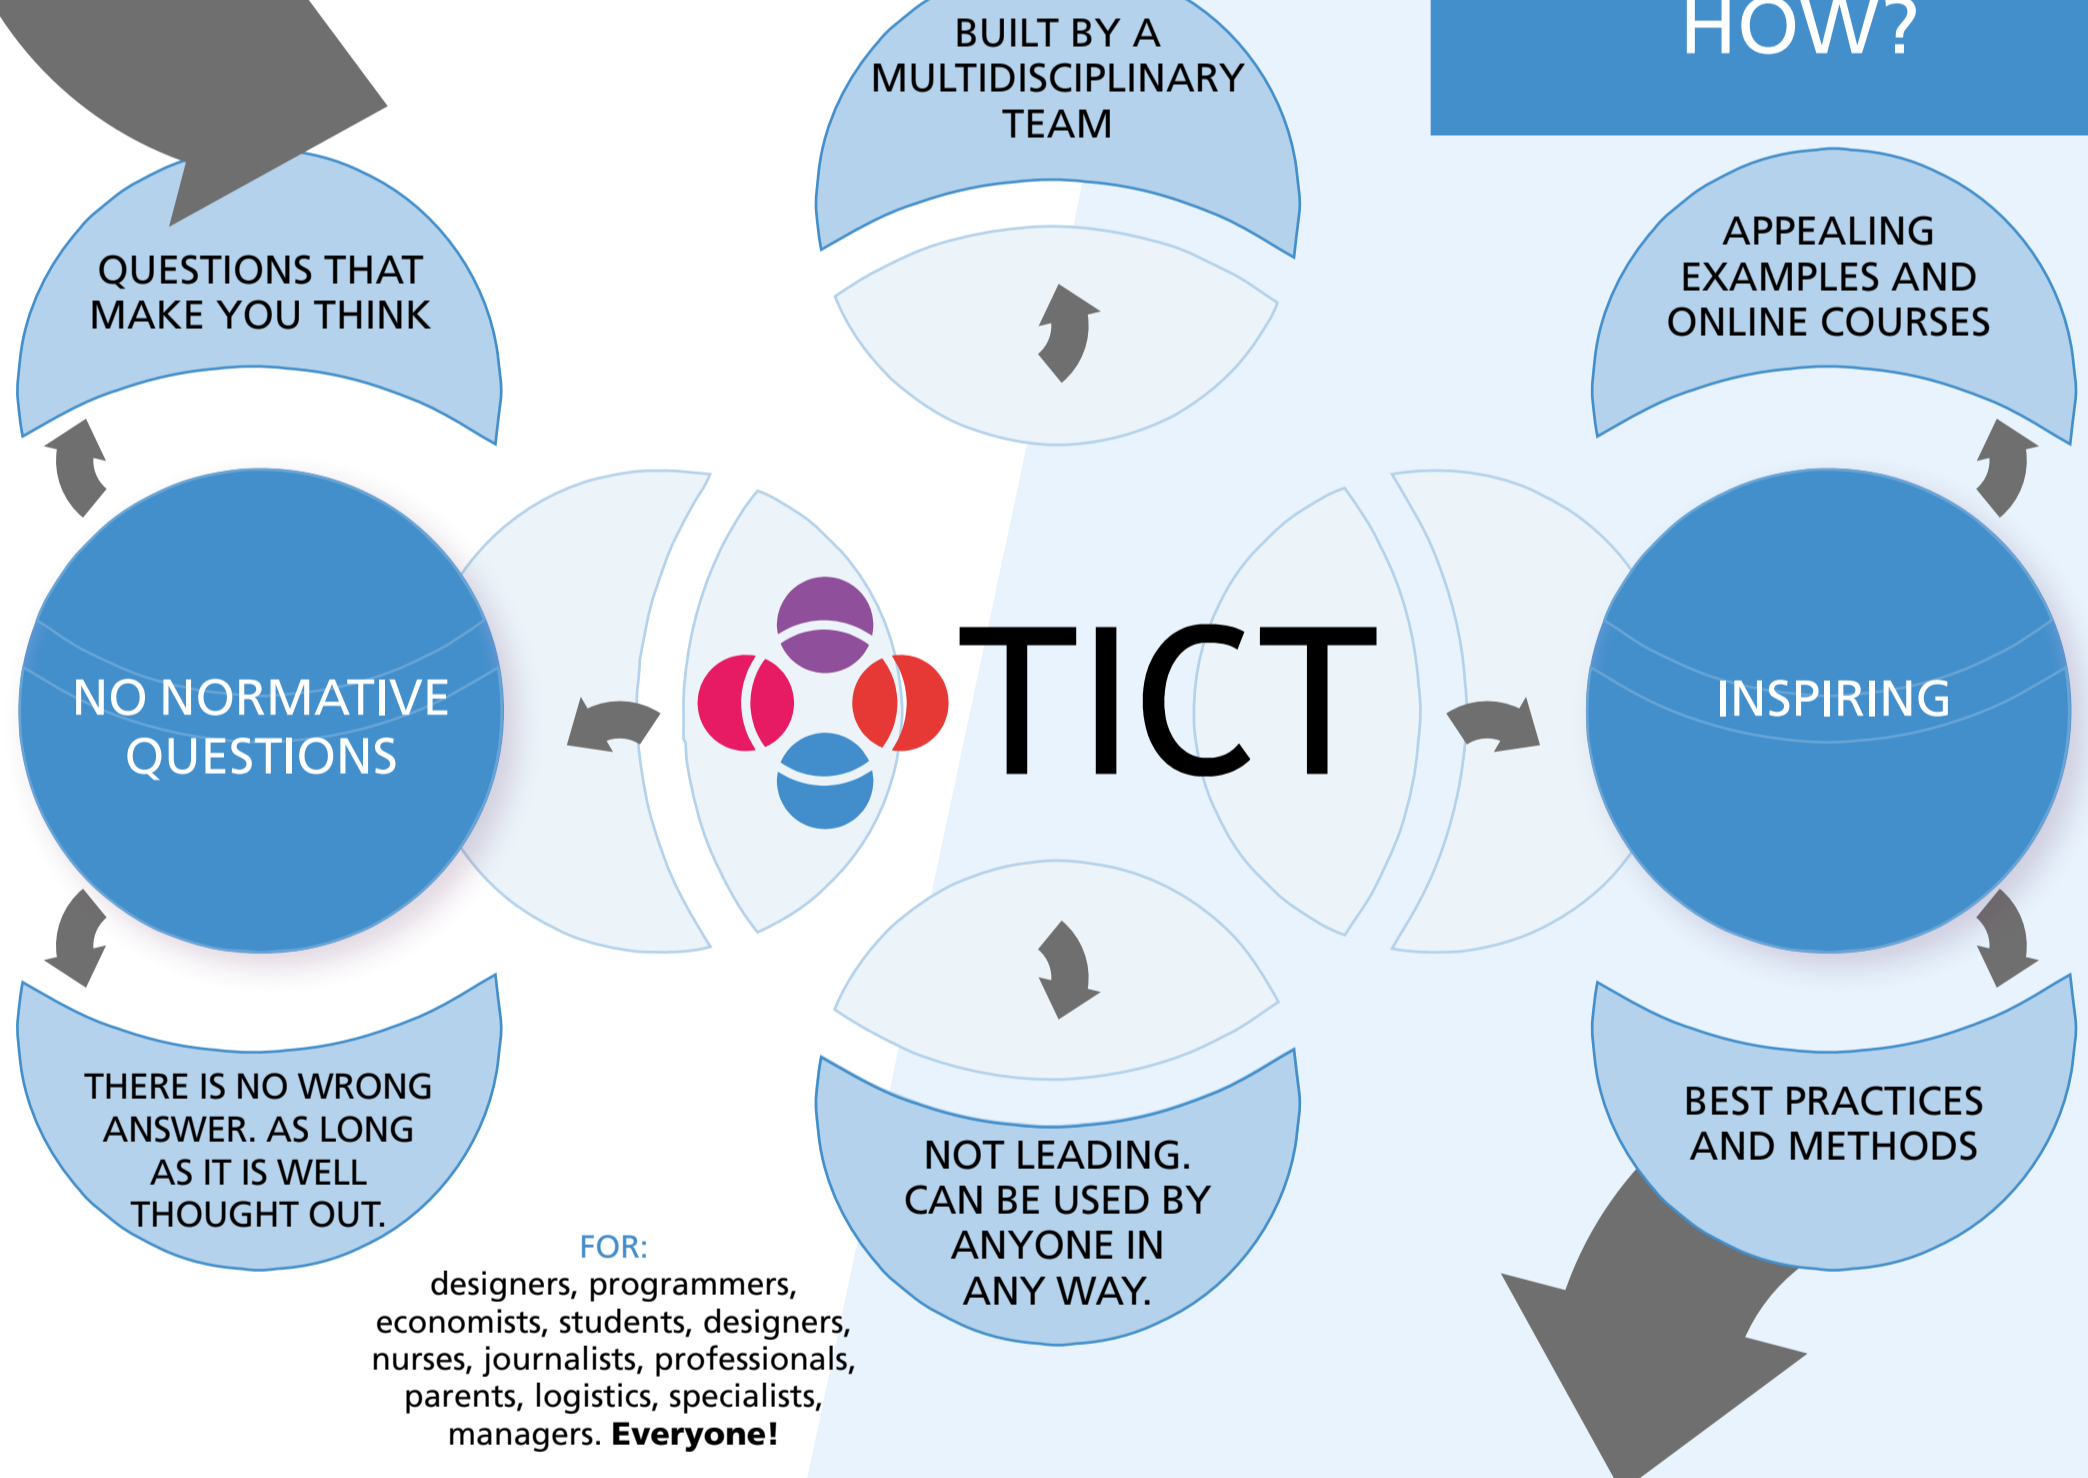 HOW?
BUILT BY A
MULTIDISCIPLINARY
TEAM
QUESTIONS THAT
MAKE YOU THINK
APPEALING
EXAMPLES AND
ONLINE COURSES
NO NORMATIVE
QUESTIONS
TICT
INSPIRING
THERE IS NO WRONG
ANSWER. AS LONG
AS IT IS WELL
THOUGHT OUT.
NOT LEADING.
CAN BE USED BY
ANYONE IN
ANY WAY.
BEST PRACTICES
AND METHODS
FOR:
designers, programmers,
economists, students, designers,
nurses, journalists, professionals,
parents, logistics, specialists,
managers. Everyone!